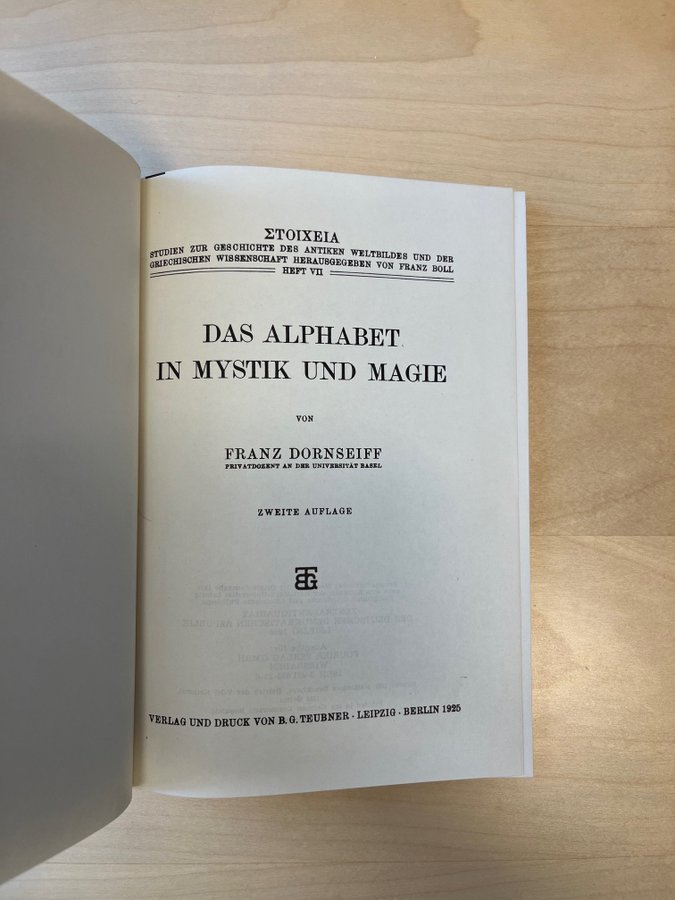 ΣΤΟΙΧΕΙΑ
STUDIEN ZUR GESCHICHTE DES ANTIKEN WELTBILDES UND DER
GRIECHISCHEN WISSENSCHAFT HERAUSGEGEBEN VON FRANZ BOLL
HEFT VII
DAS ALPHABET
IN MYSTIK UND MAGIE
VON
FRANZ DORNSEIFF
PRIVATDOZENT AN DER UNIVERSITÄT BASEL
ZWEITE AUFLAGE
BTG
VERLAG UND DRUCK VON B. G. TEUBNER · LEIPZIG · BERLIN 1925